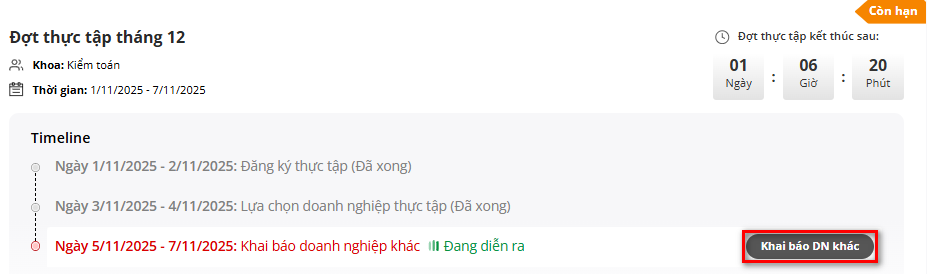 Còn hạn
Đợt thực tập tháng 12
Đợt thực tập kết thúc sau:
Khoa: Kiểm toán
Thời gian: 1/11/2025 - 7/11/2025
01 : 06 : 20
Ngày Giờ Phút
Timeline
Ngày 1/11/2025 - 2/11/2025: Đăng ký thực tập (Đã xong)
Ngày 3/11/2025 - 4/11/2025: Lựa chọn doanh nghiệp thực tập (Đã xong)
Ngày 5/11/2025 - 7/11/2025: Khai báo doanh nghiệp khác Đang diễn ra Khai báo DN khác